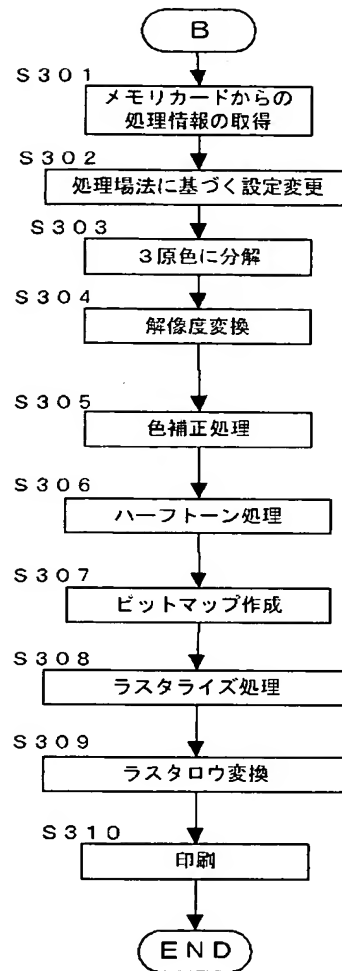 B
S301
メモリカードからの
処理情報の取得
S302
処理場法に基づく設定変更
S303
3原色に分解
S304
解像度変換
S305
色補正処理
S306
ハーフトーン処理
S307
ビットマップ作成
S308
ラスタライズ処理
S309
ラスタロウ変換
S310
印刷
END